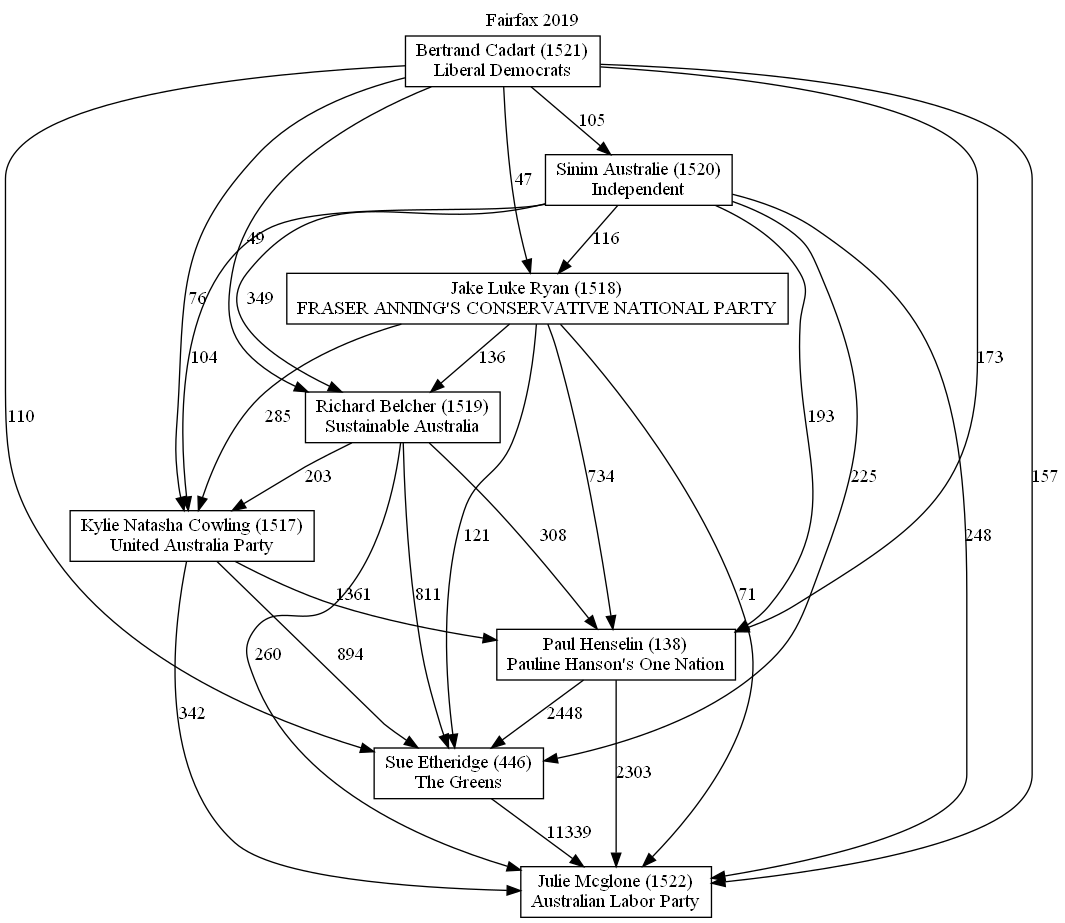 Fairfax 2019
Bertrand Cadart (1521)
Liberal Democrats
105
Sinim Australie (1520)
Independent
47
49
116
Jake Luke Ryan (1518)
FRASER ANNING'S CONSERVATIVE NATIONAL PARTY
76
349
104
136
173
Richard Belcher (1519)
Sustainable Australia
110
285
193
203
734
225
157
Kylie Natasha Cowling (1517)
United Australia Party
121
308
248
1361
811
71
Paul Henselin (138)
Pauline Hanson's One Nation
260
894
342
2448
Sue Etheridge (446)
The Greens
2303
11339
Julie Mcglone (1522)
Australian Labor Party